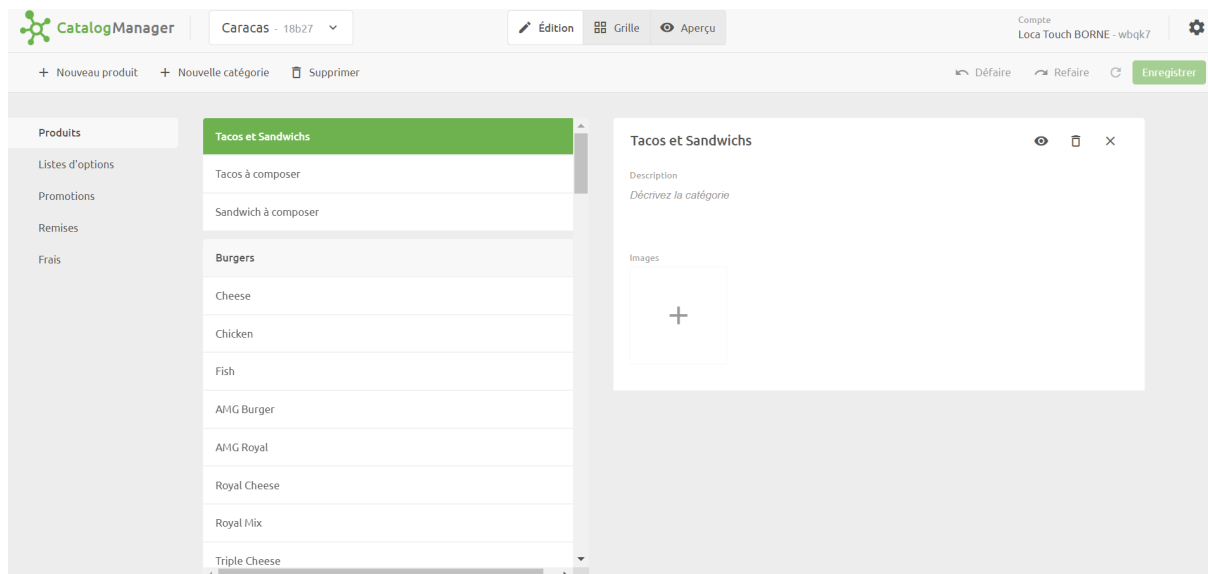 CatalogManager
Caracas - 18b27
Édition
Grille
Aperçu
Compte
Loca Touch BORNE - wbqk7
+ Nouveau produit
+ Nouvelle catégorie
Supprimer
Défaire
Refaire
Enregistrer
Produits
Listes d'options
Promotions
Remises
Frais
Tacos et Sandwichs
Tacos à composer
Sandwich à composer
Burgers
Cheese
Chicken
Fish
AMG Burger
AMG Royal
Royal Cheese
Royal Mix
Triple Cheese
Tacos et Sandwichs
Description
Décrivez la catégorie
Images